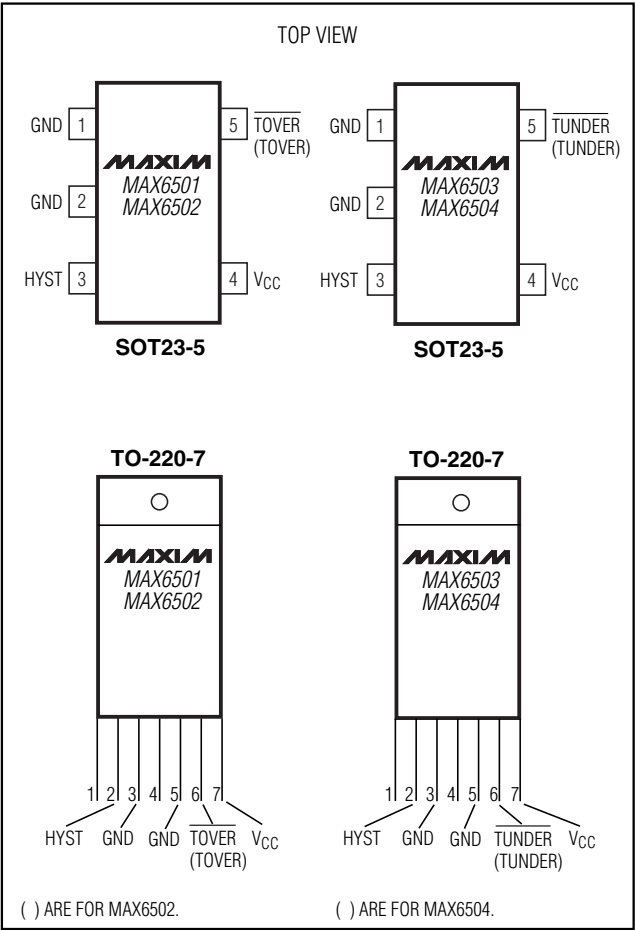 TOP VIEW
GND 1
5 TOVER
(TOVER)
MAXIM
MAX6501
MAX6502
GND 2
HYST 3
4 VCC
SOT23-5
GND 1
5 TUNDER
(TUNDER)
MAXIM
MAX6503
MAX6504
GND 2
HYST 3
4 VCC
SOT23-5
TO-220-7
MAXIM
MAX6501
MAX6502
1 2 3 4 5 6 7
HYST GND GND TOVER VCC
(TOVER)
( ) ARE FOR MAX6502.
TO-220-7
MAXIM
MAX6503
MAX6504
1 2 3 4 5 6 7
HYST GND GND TUNDER VCC
(TUNDER)
( ) ARE FOR MAX6504.